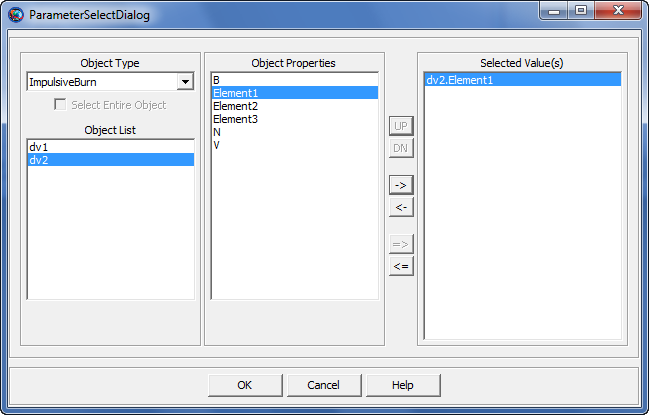 ParameterSelectDialog
Object Type
ImpulsiveBurn
Select Entire Object
Object List
dv1
dv2
Object Properties
B
Element1
Element2
Element3
N
V
UP
DN
->
<-
=>
<=
Selected Value(s)
dv2.Element1
OK
Cancel
Help